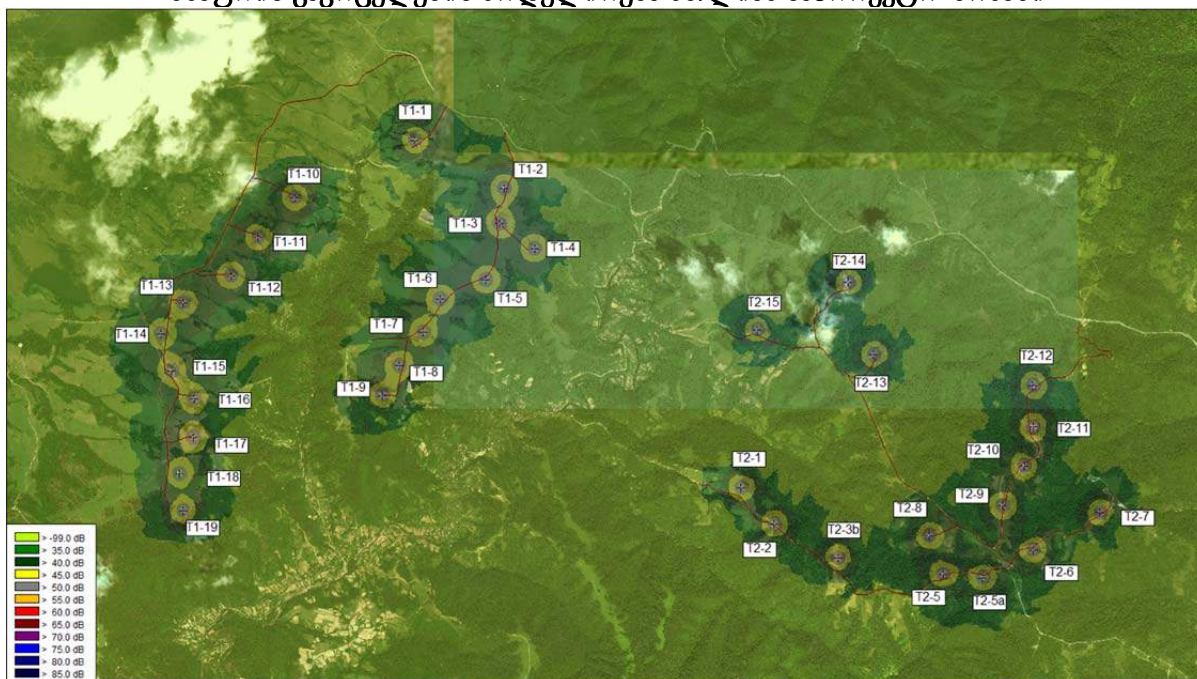 T1-1
T1-2
T1-10
T1-3
T1-11
T1-4
T2-14
T1-6
T1-12
T1-5
T1-13
T2-15
T1-7
T1-14
T1-15
T1-8
T2-12
T2-13
T1-9
T1-16
T2-11
T1-17
T2-10
T2-1
T1-18
T2-9
T2-7
T1-19
T2-8
T2-2
T2-3b
T2-6
T2-5
T2-5a
> -99.0 dB
> 35.0 dB
> 40.0 dB
> 45.0 dB
> 50.0 dB
> 55.0 dB
> 60.0 dB
> 65.0 dB
> 70.0 dB
> 75.0 dB
> 80.0 dB
> 85.0 dB